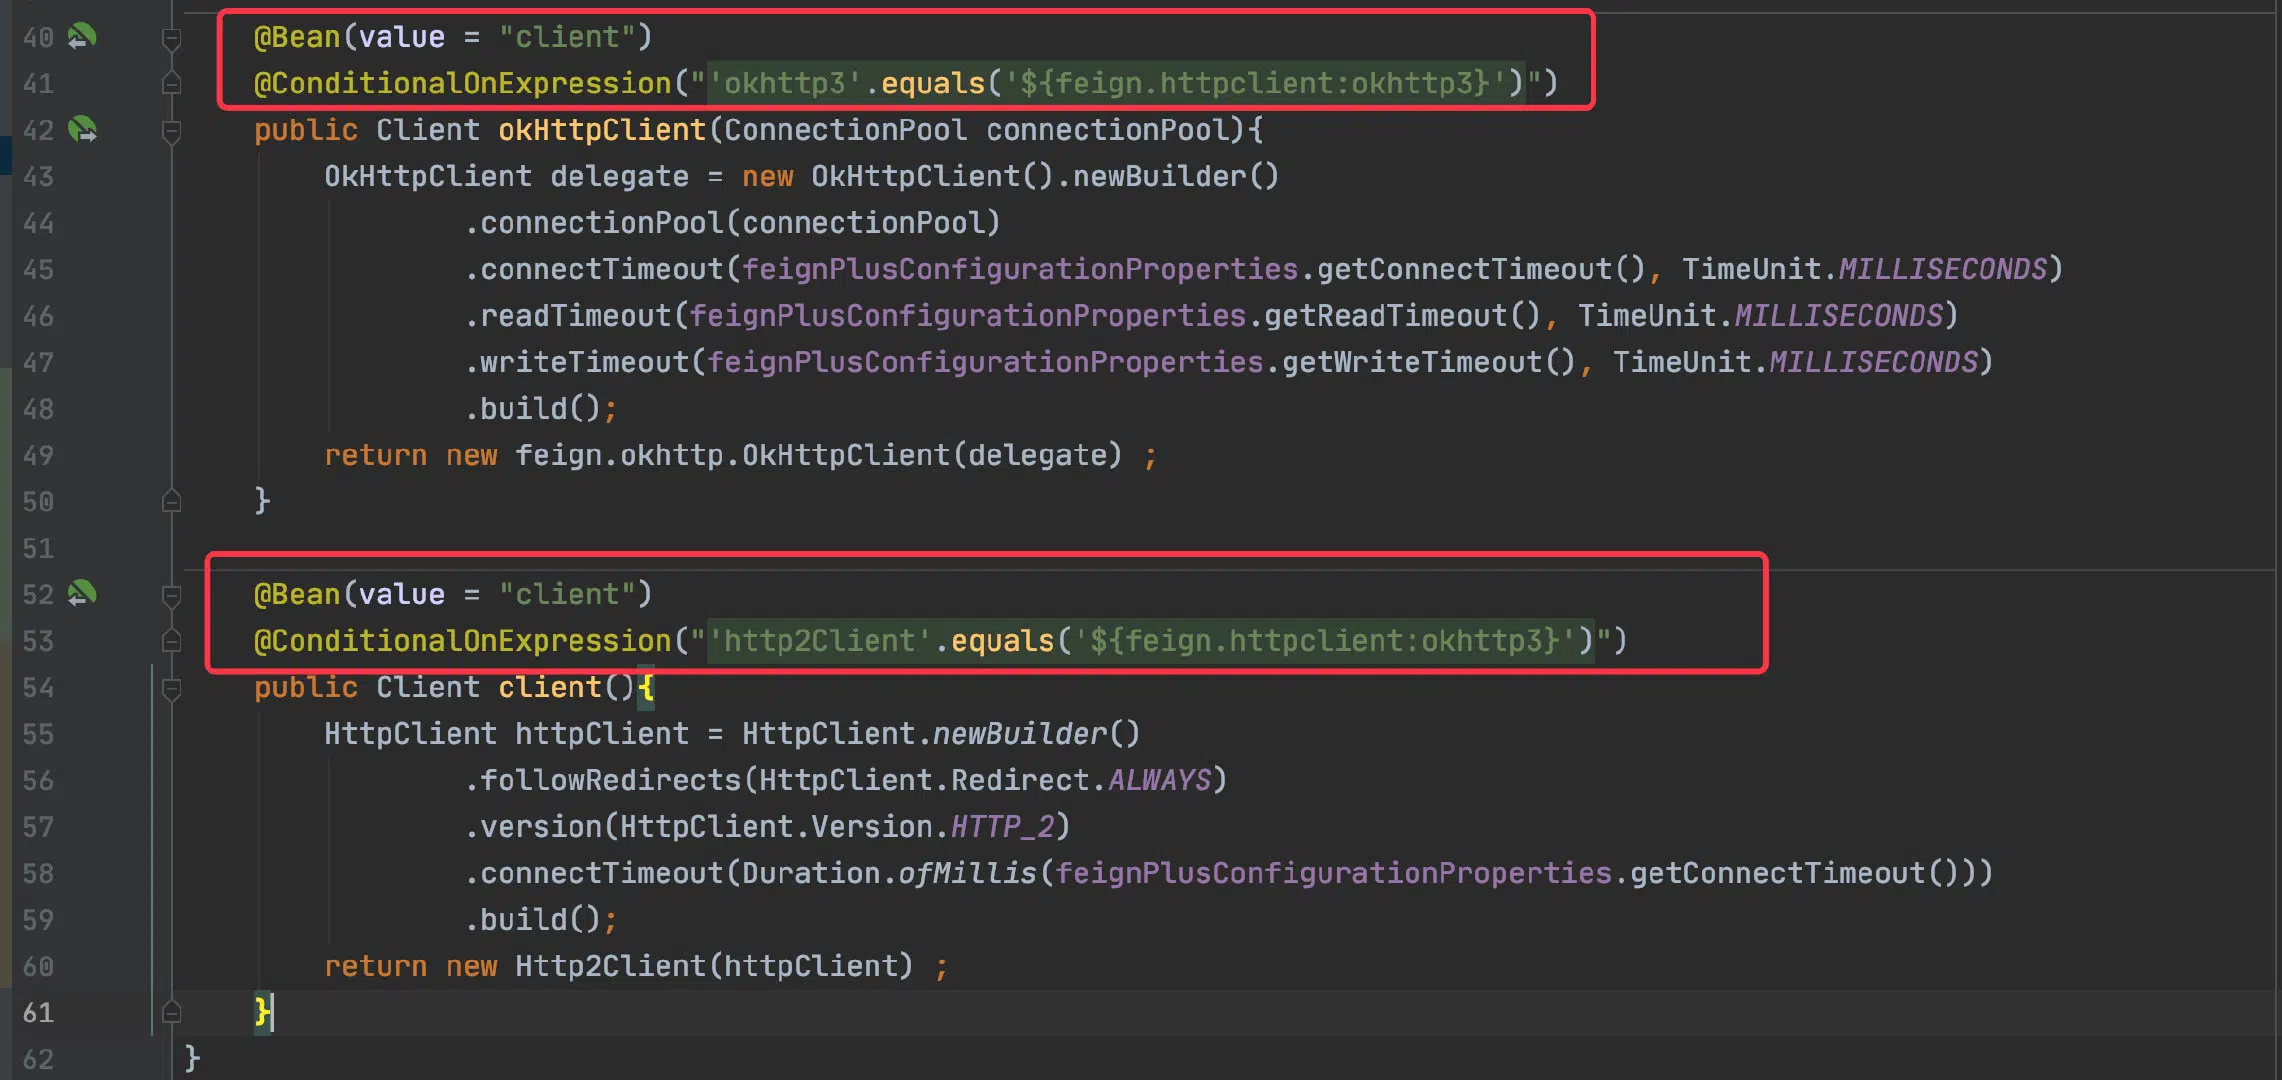 40 @Bean(value = "client")
41 @ConditionalOnExpression("'okhttp3'.equals('${feign.httpclient:okhttp3}')")
42 public Client okHttpClient(ConnectionPool connectionPool){
43 OkHttpClient delegate = new OkHttpClient().newBuilder()
44 .connectionPool(connectionPool)
45 .connectTimeout(feignPlusConfigurationProperties.getConnectTimeout(), TimeUnit.MILLISECONDS)
46 .readTimeout(feignPlusConfigurationProperties.getReadTimeout(), TimeUnit.MILLISECONDS)
47 .writeTimeout(feignPlusConfigurationProperties.getWriteTimeout(), TimeUnit.MILLISECONDS)
48 .build();
49 return new feign.okhttp.OkHttpClient(delegate) ;
50 }
51
52 @Bean(value = "client")
53 @ConditionalOnExpression("'http2Client'.equals('${feign.httpclient:okhttp3}')")
54 public Client client(){
55 HttpClient httpClient = HttpClient.newBuilder()
56 .followRedirects(HttpClient.Redirect.ALWAYS)
57 .version(HttpClient.Version.HTTP_2)
58 .connectTimeout(Duration.ofMillis(feignPlusConfigurationProperties.getConnectTimeout()))
59 .build();
60 return new Http2Client(httpClient) ;
61 }
62 }